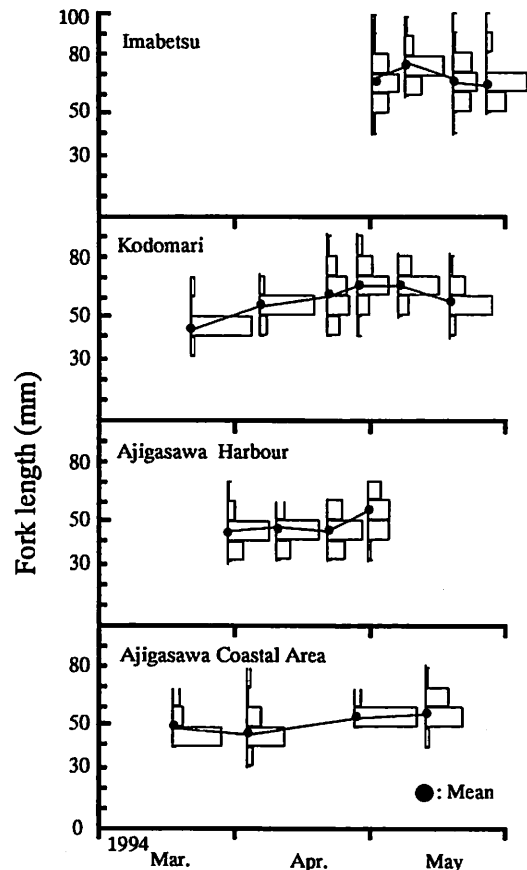 Fork length (mm)
100
Imabetsu
80
50
30
Kodomari
80
50
30
Ajigasawa Harbour
80
50
30
Ajigasawa Coastal Area
80
50
30
●: Mean
0
1994
Mar. Apr. May